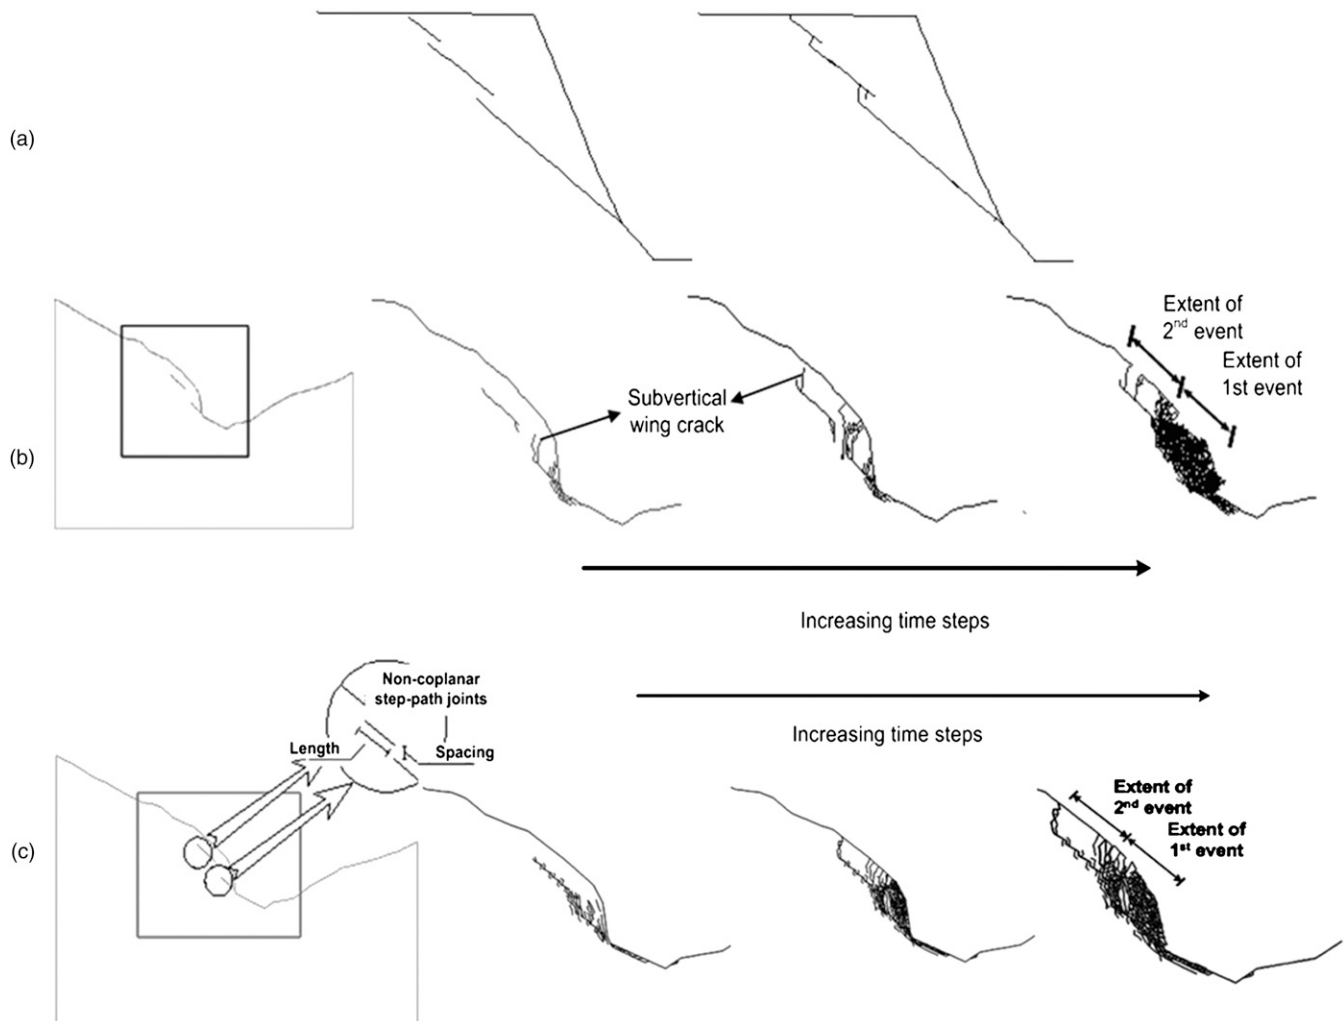 (a)
Extent of
2nd event
Extent of
1st event
Subvertical
wing crack
(b)
Increasing time steps
Non-coplanar
step-path joints
Length
Spacing
Increasing time steps
Extent of
2nd event
Extent of
1st event
(c)